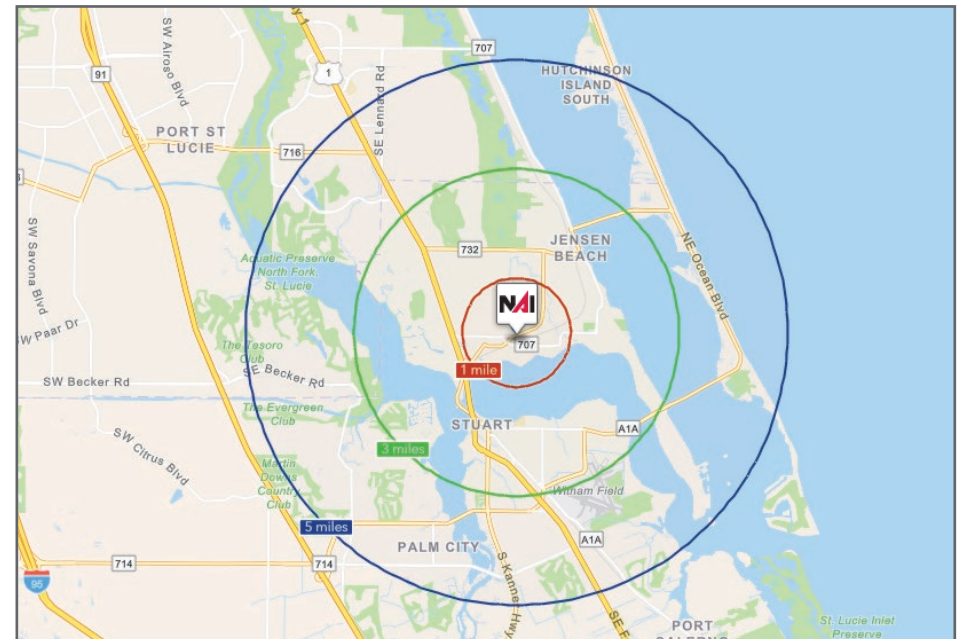 707
HUTCHINSON
ISLAND
SOUTH
91
SW Airoso Blvd
1
SE Lennard Rd
PORT ST
LUCIE
716
732
JENSEN
BEACH
SW Savona Blvd
Aquatic Preserve
North Fork,
St. Lucie
NE Ocean Blvd
NAI
707
SW Paar Dr
The Tesoro
Club
SE Becker Rd
SW Becker Rd
1 mile
The Evergreen
Club
STUART
A1A
SW Citrus Blvd
3 miles
Martin
Downs
Country
Club
Witham Field
5 miles
A1A
PALM CITY
714
714
S Kanner Hwy
95
PORT
St. Lucie Inlet
Preserve